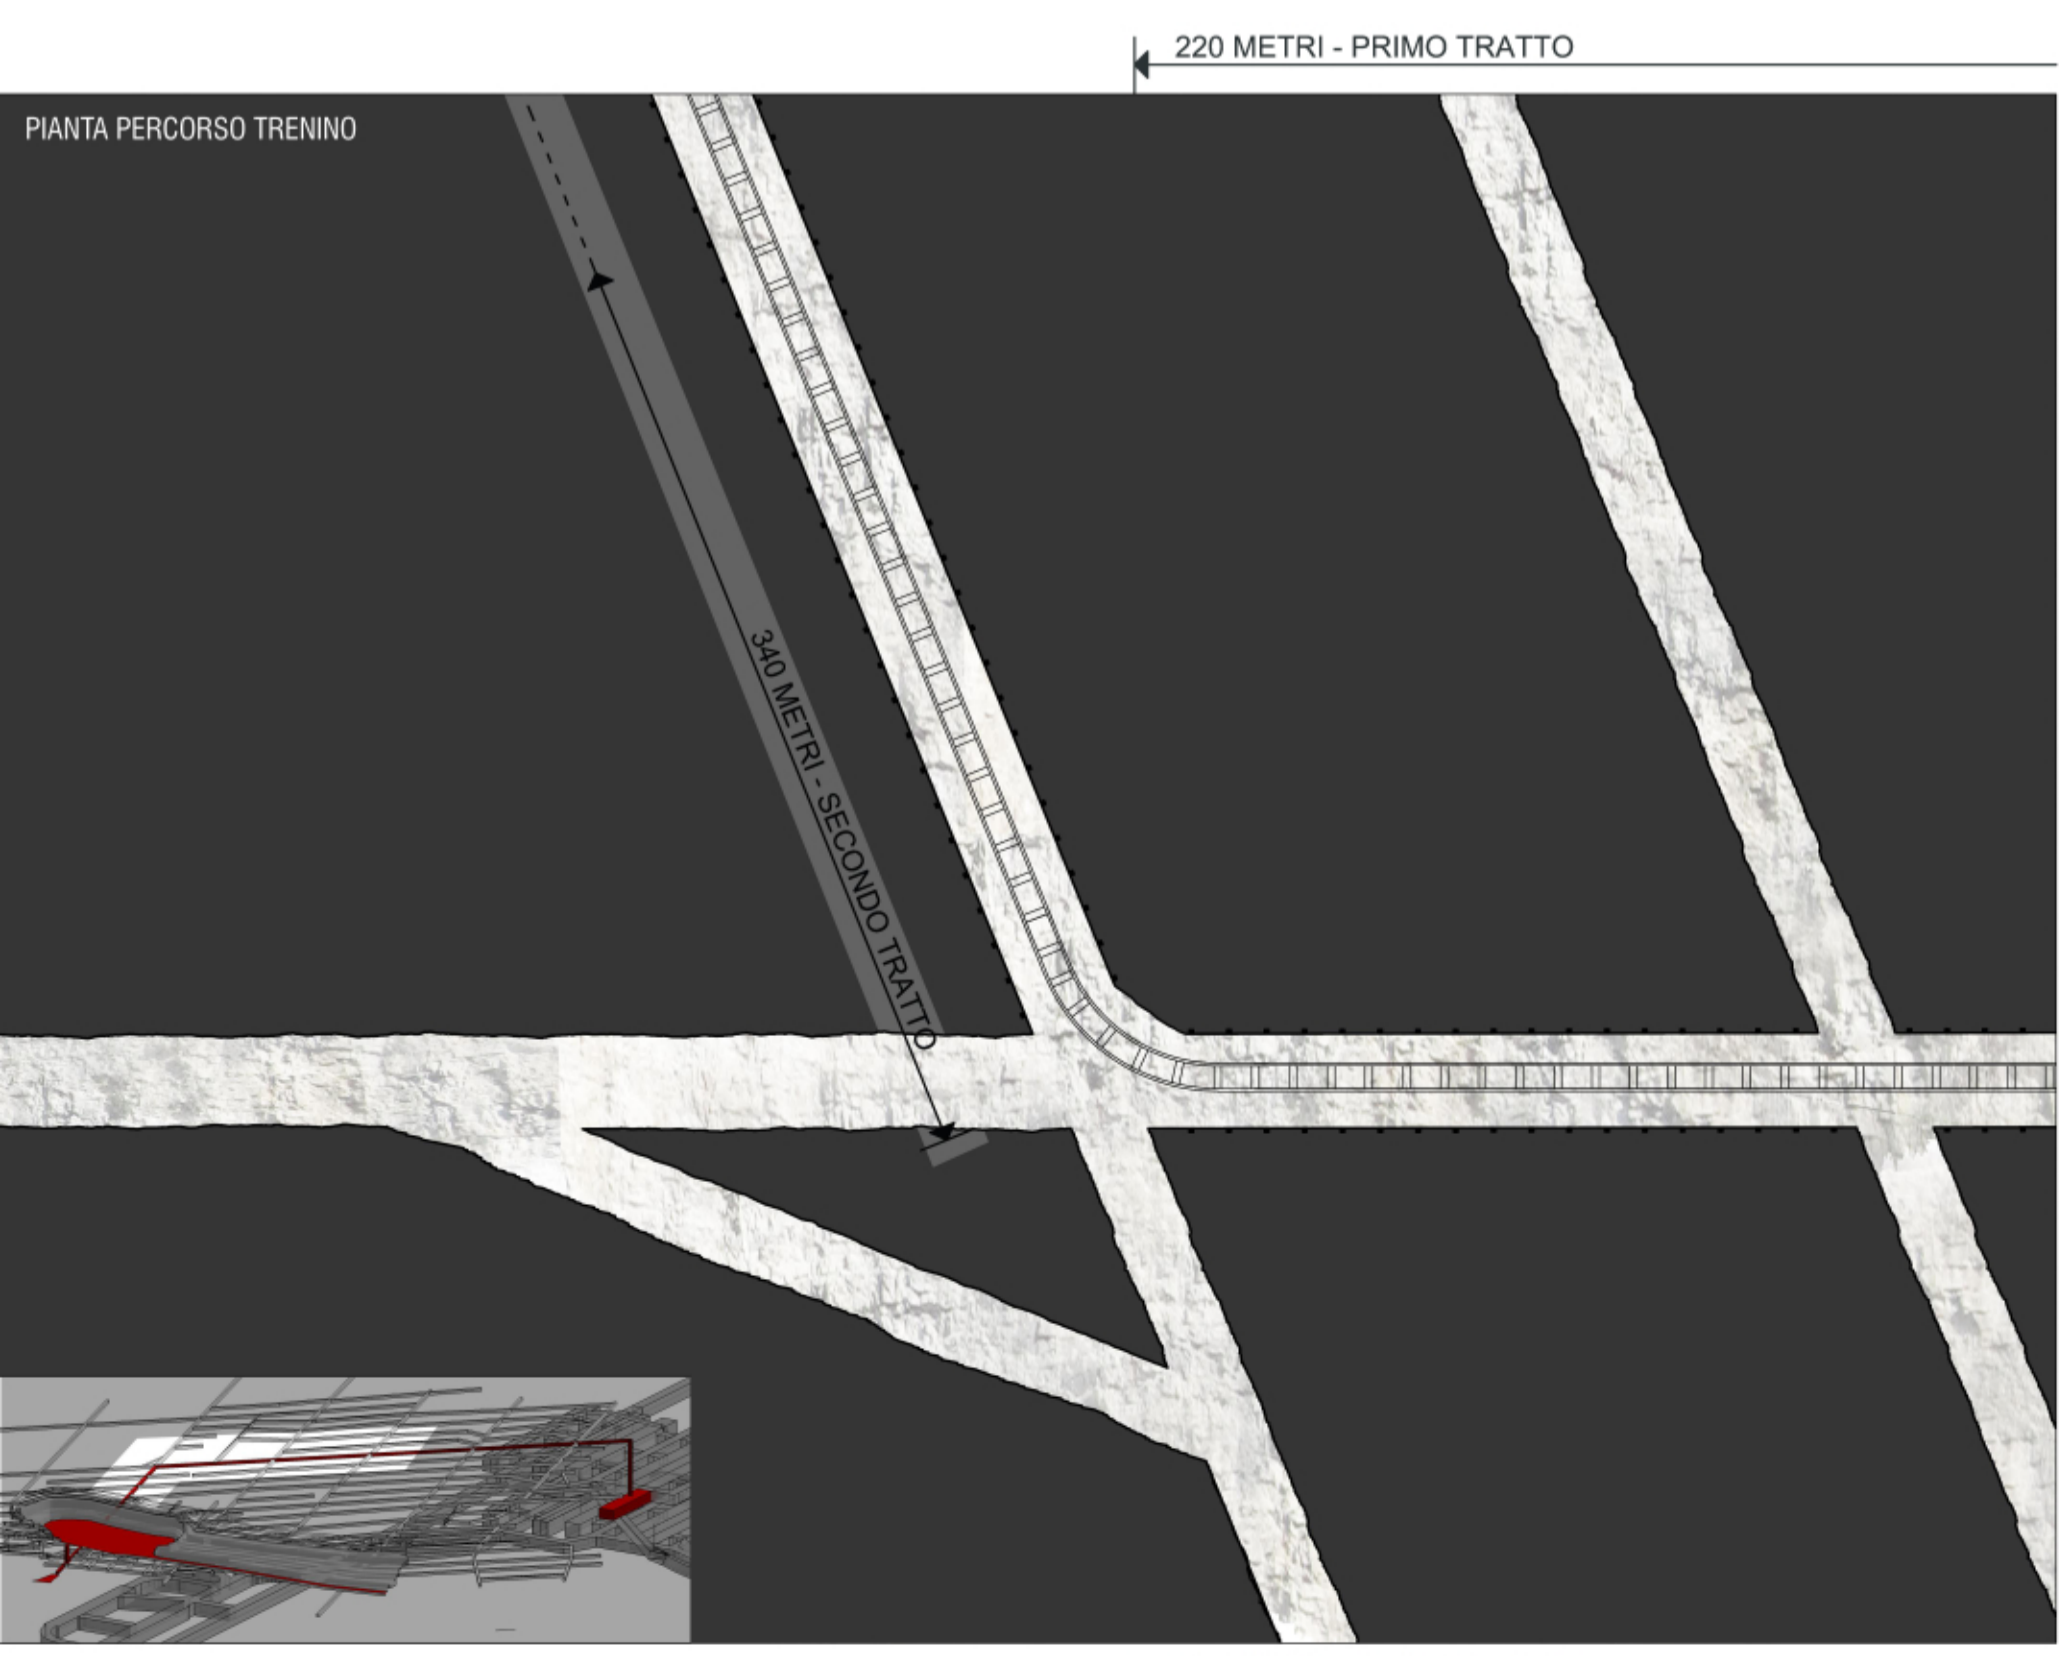 220 METRI - PRIMO TRATTO
PIANTA PERCORSO TRENINO
340 METRI - SECONDO TRATTO